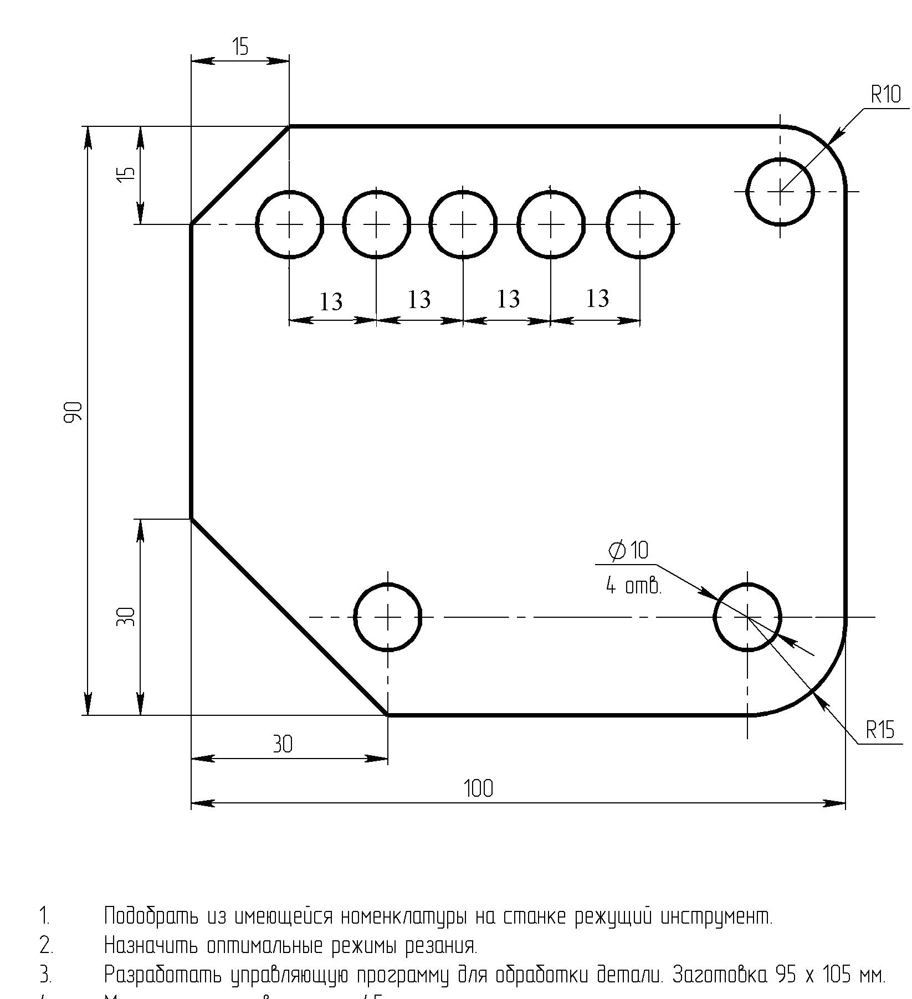 15
R10
15
13 13 13 13
90
⌀10
4 отв.
30
R15
30
100
1. Подобрать из имеющейся номенклатуры на станке режущий инструмент.
2. Назначить оптимальные режимы резания.
3. Разработать управляющую программу для обработки детали. Заготовка 95 х 105 мм.